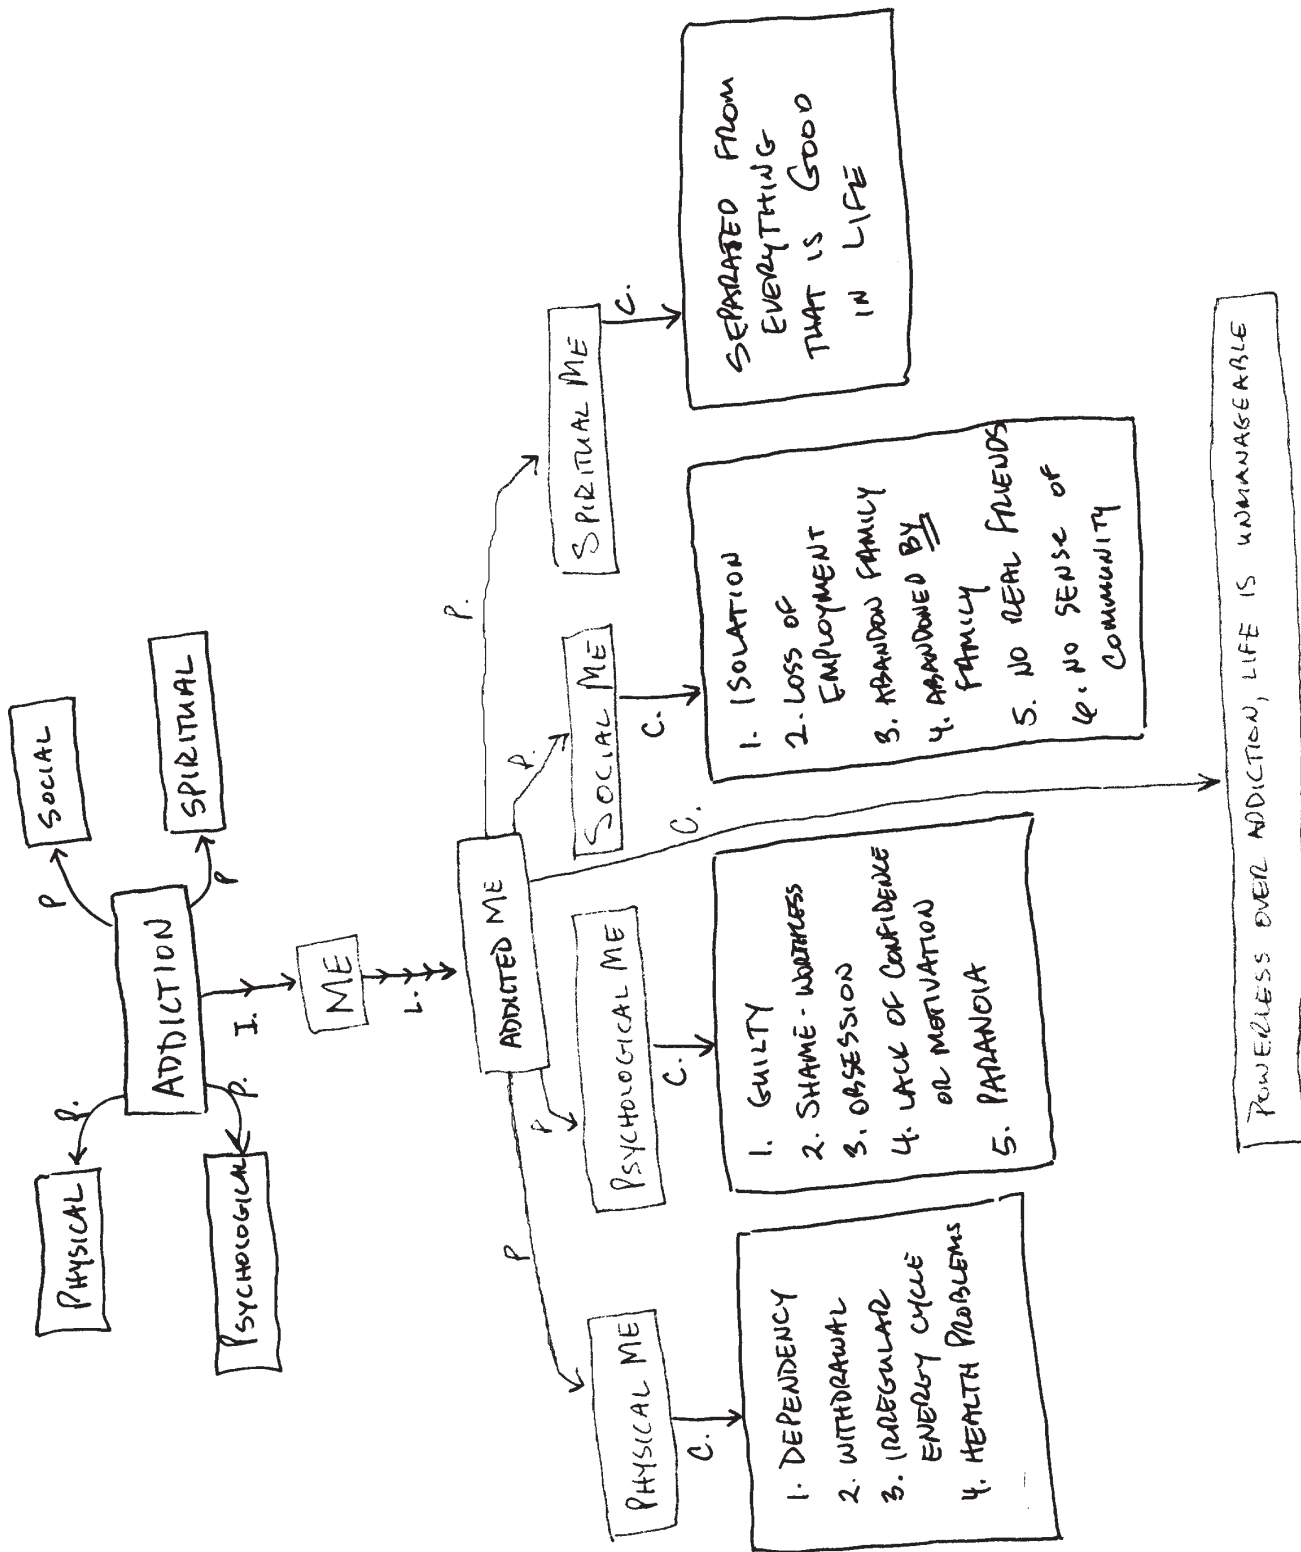 SOCIAL
PHYSICAL
P
P.
ADDICTION
SPIRITUAL
PSYCHOLOGICAL
P.
P
I.
ME
L.
ADDICTED ME
P
P
P.
P.
PHYSICAL ME
PSYCHOLOGICAL ME
SOCIAL ME
SPIRITUAL ME
C.
C.
C.
C.
C.
1. DEPENDENCY
2. WITHDRAWAL
3. IRREGULAR
ENERGY CYCLE
4. HEALTH PROBLEMS
1. GUILTY
2. SHAME - WORTHLESS
3. OBSESSION
4. LACK OF CONFIDENCE
OR MOTIVATION
5. PARANOIA
1. ISOLATION
2. LOSS OF
EMPLOYMENT
3. ABANDON FAMILY
4. ABANDONED BY
FAMILY
5. NO REAL FRIENDS
6. NO SENSE OF
COMMUNITY
SEPARATED FROM
EVERYTHING
THAT IS GOOD
IN LIFE
POWERLESS OVER ADDICTION, LIFE IS UNMANAGEABLE